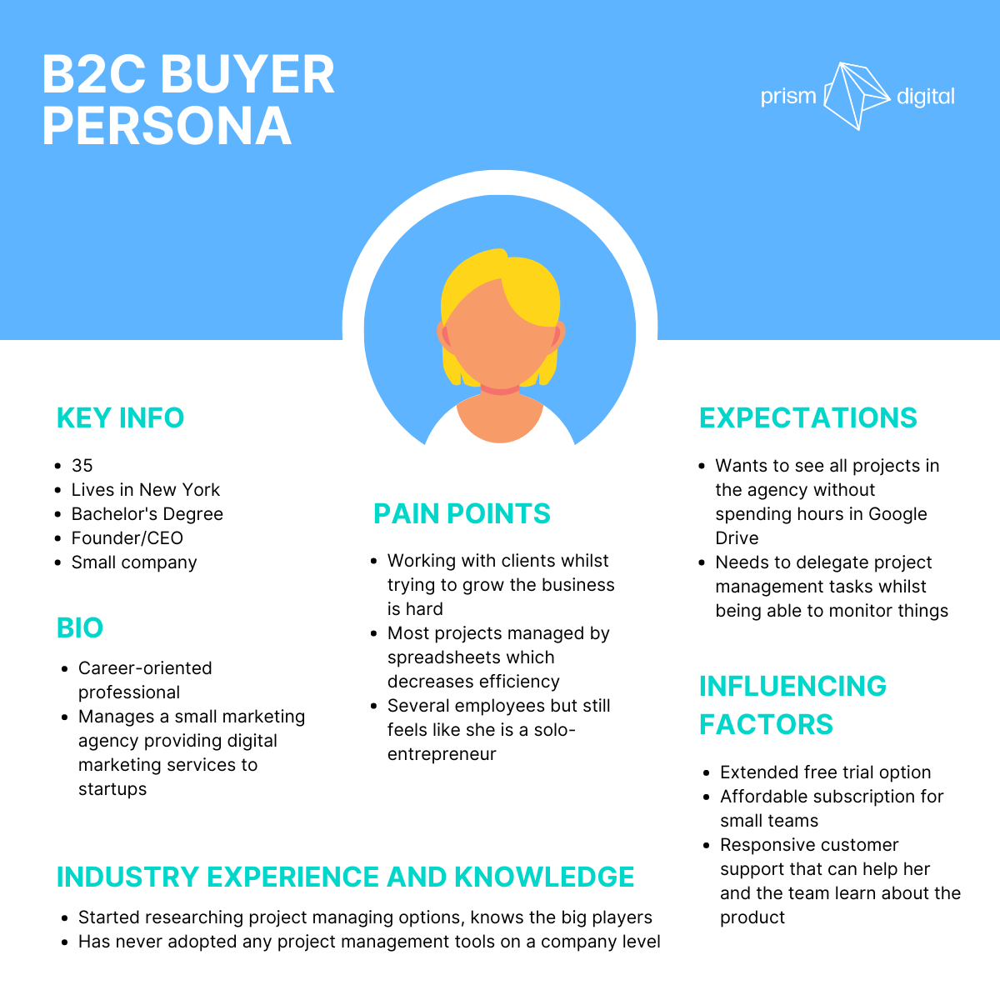 B2C BUYER
PERSONA
prism digital
KEY INFO
• 35
• Lives in New York
• Bachelor's Degree
• Founder/CEO
• Small company
BIO
• Career-oriented
professional
• Manages a small marketing
agency providing digital
marketing services to
startups
PAIN POINTS
• Working with clients whilst
trying to grow the business
is hard
• Most projects managed by
spreadsheets which
decreases efficiency
• Several employees but still
feels like she is a solo-
entrepreneur
EXPECTATIONS
• Wants to see all projects in
the agency without
spending hours in Google
Drive
• Needs to delegate project
management tasks whilst
being able to monitor things
INFLUENCING
FACTORS
• Extended free trial option
• Affordable subscription for
small teams
• Responsive customer
support that can help her
and the team learn about the
product
INDUSTRY EXPERIENCE AND KNOWLEDGE
• Started researching project managing options, knows the big players
• Has never adopted any project management tools on a company level